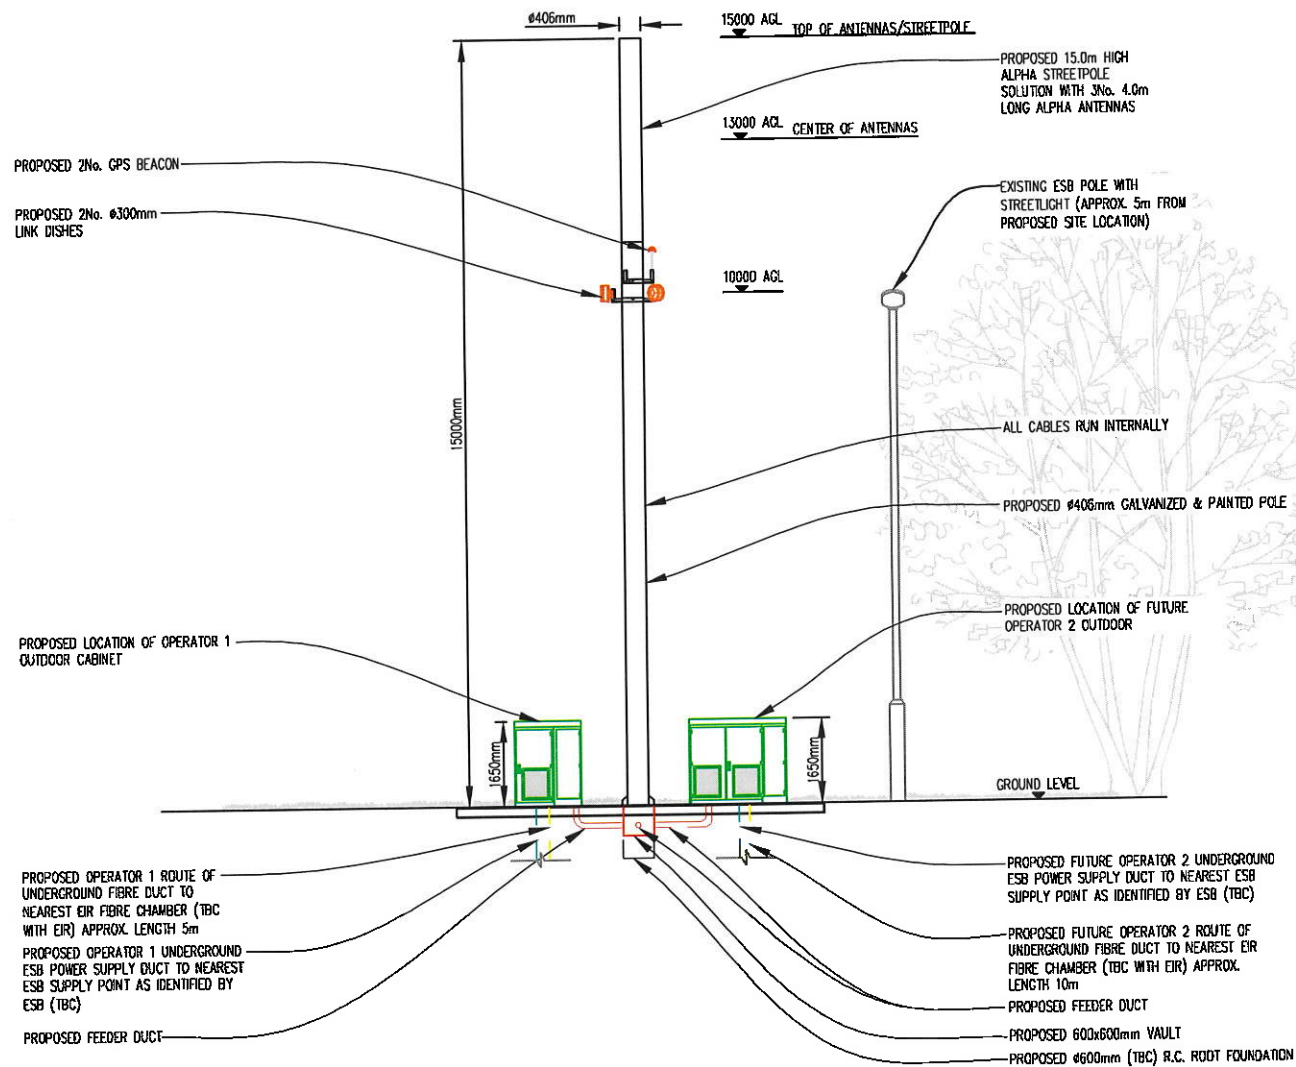 ø406mm
15000 AGL
TOP OF ANTENNAS/STREETPOLE
PROPOSED 15.0m HIGH
ALPHA STREETPOLE
SOLUTION WITH 3No. 4.0m
LONG ALPHA ANTENNAS
13000 AGL
CENTER OF ANTENNAS
PROPOSED 2No. GPS BEACON
EXISTING ESB POLE WITH
STREETLIGHT (APPROX. 5m FROM
PROPOSED SITE LOCATION)
PROPOSED 2No. ø300mm
LINK DISHES
10000 AGL
15000mm
ALL CABLES RUN INTERNALLY
PROPOSED ø406mm GALVANIZED & PAINTED POLE
PROPOSED LOCATION OF FUTURE
OPERATOR 2 OUTDOOR
PROPOSED LOCATION OF OPERATOR 1
OUTDOOR CABINET
1650mm
1650mm
GROUND LEVEL
PROPOSED OPERATOR 1 ROUTE OF
UNDERGROUND FIBRE DUCT TO
NEAREST EIR FIBRE CHAMBER (TBC
WITH EIR) APPROX. LENGTH 5m
PROPOSED OPERATOR 1 UNDERGROUND
ESB POWER SUPPLY DUCT TO NEAREST
ESB SUPPLY POINT AS IDENTIFIED BY
ESB (TBC)
PROPOSED FEEDER DUCT
PROPOSED FUTURE OPERATOR 2 UNDERGROUND
ESB POWER SUPPLY DUCT TO NEAREST ESB
SUPPLY POINT AS IDENTIFIED BY ESB (TBC)
PROPOSED FUTURE OPERATOR 2 ROUTE OF
UNDERGROUND FIBRE DUCT TO NEAREST EIR
FIBRE CHAMBER (TBC WITH EIR) APPROX.
LENGTH 10m
PROPOSED FEEDER DUCT
PROPOSED 600x600mm VAULT
PROPOSED ø600mm (TBC) R.C. ROOT FOUNDATION